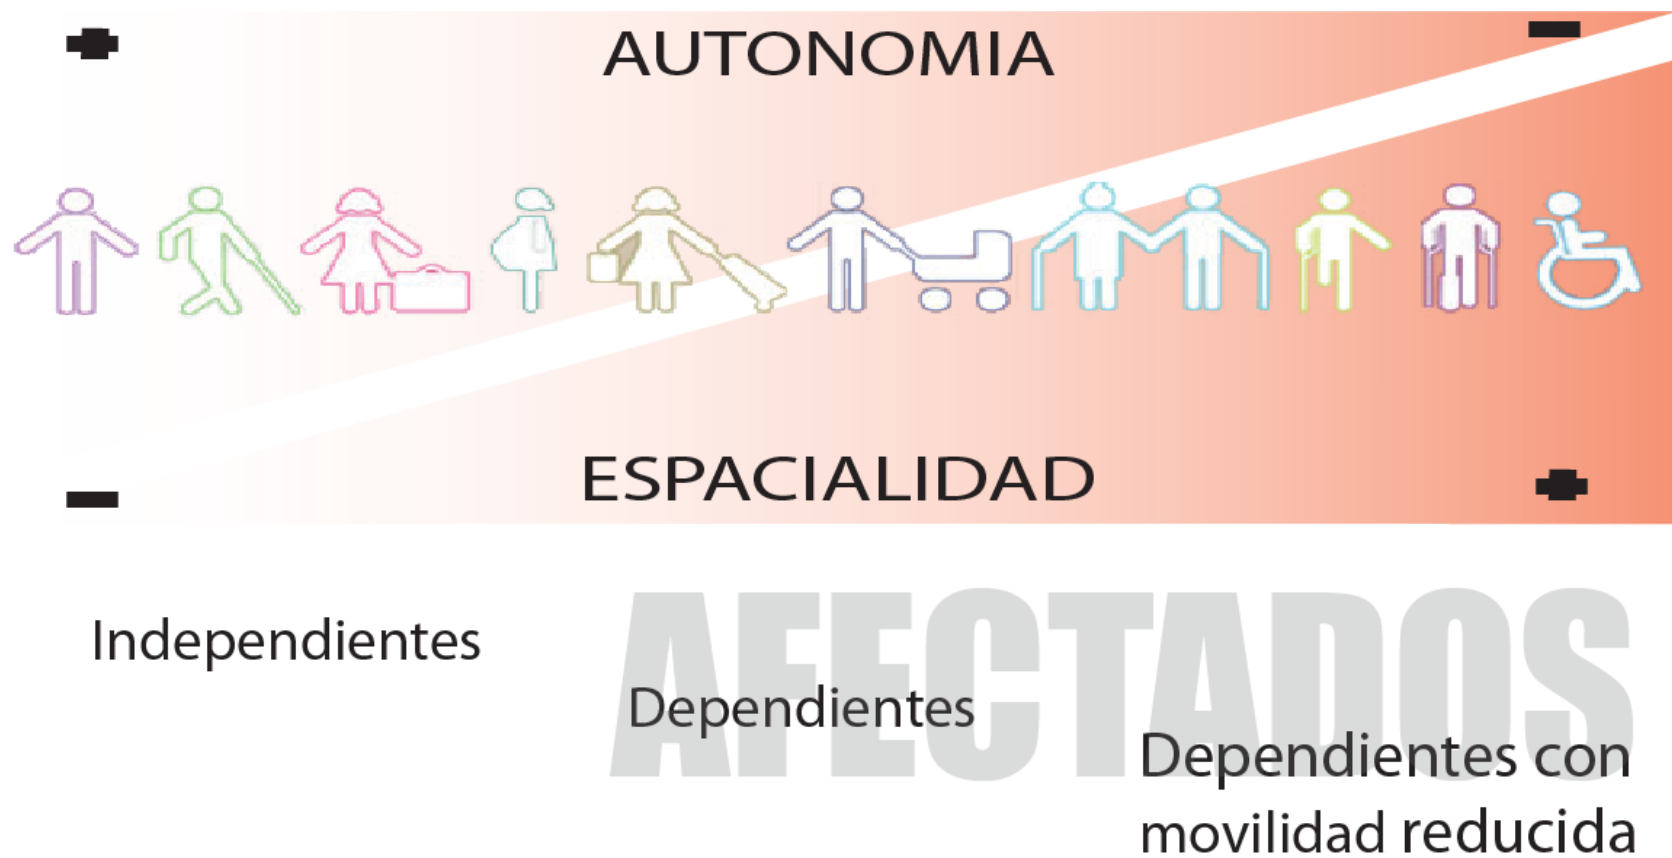 + AUTONOMIA -
- ESPACIALIDAD +
AFECTADOS
Independientes
Dependientes
Dependientes con
movilidad reducida